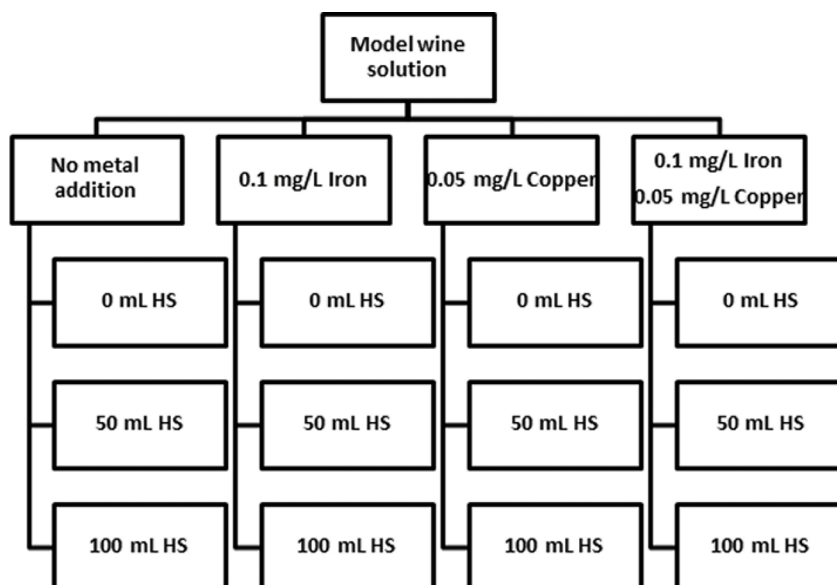 Model wine
solution
No metal
addition
0.1 mg/L Iron
0.05 mg/L Copper
0.1 mg/L Iron
0.05 mg/L Copper
0 mL HS
0 mL HS
0 mL HS
0 mL HS
50 mL HS
50 mL HS
50 mL HS
50 mL HS
100 mL HS
100 mL HS
100 mL HS
100 mL HS